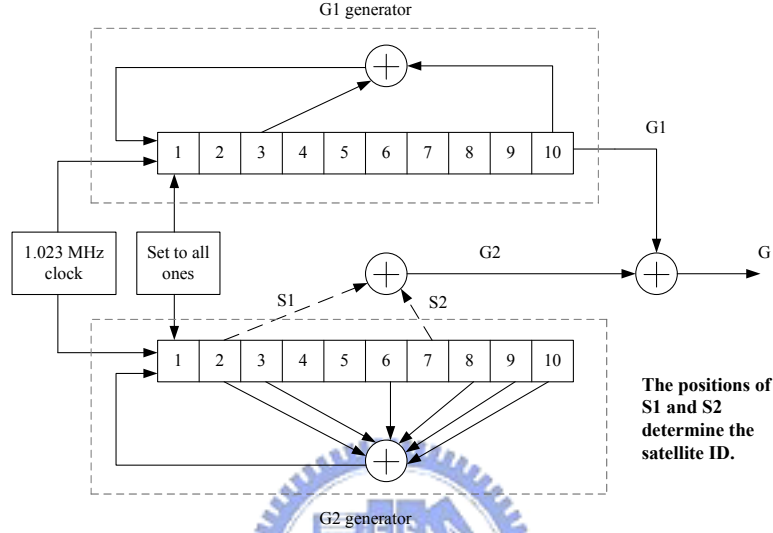 G1 generator
1 2 3 4 5 6 7 8 9 10
G1
1.023 MHz
clock
Set to all
ones
G2
G
S1
S2
1 2 3 4 5 6 7 8 9 10
The positions of
S1 and S2
determine the
satellite ID.
G2 generator